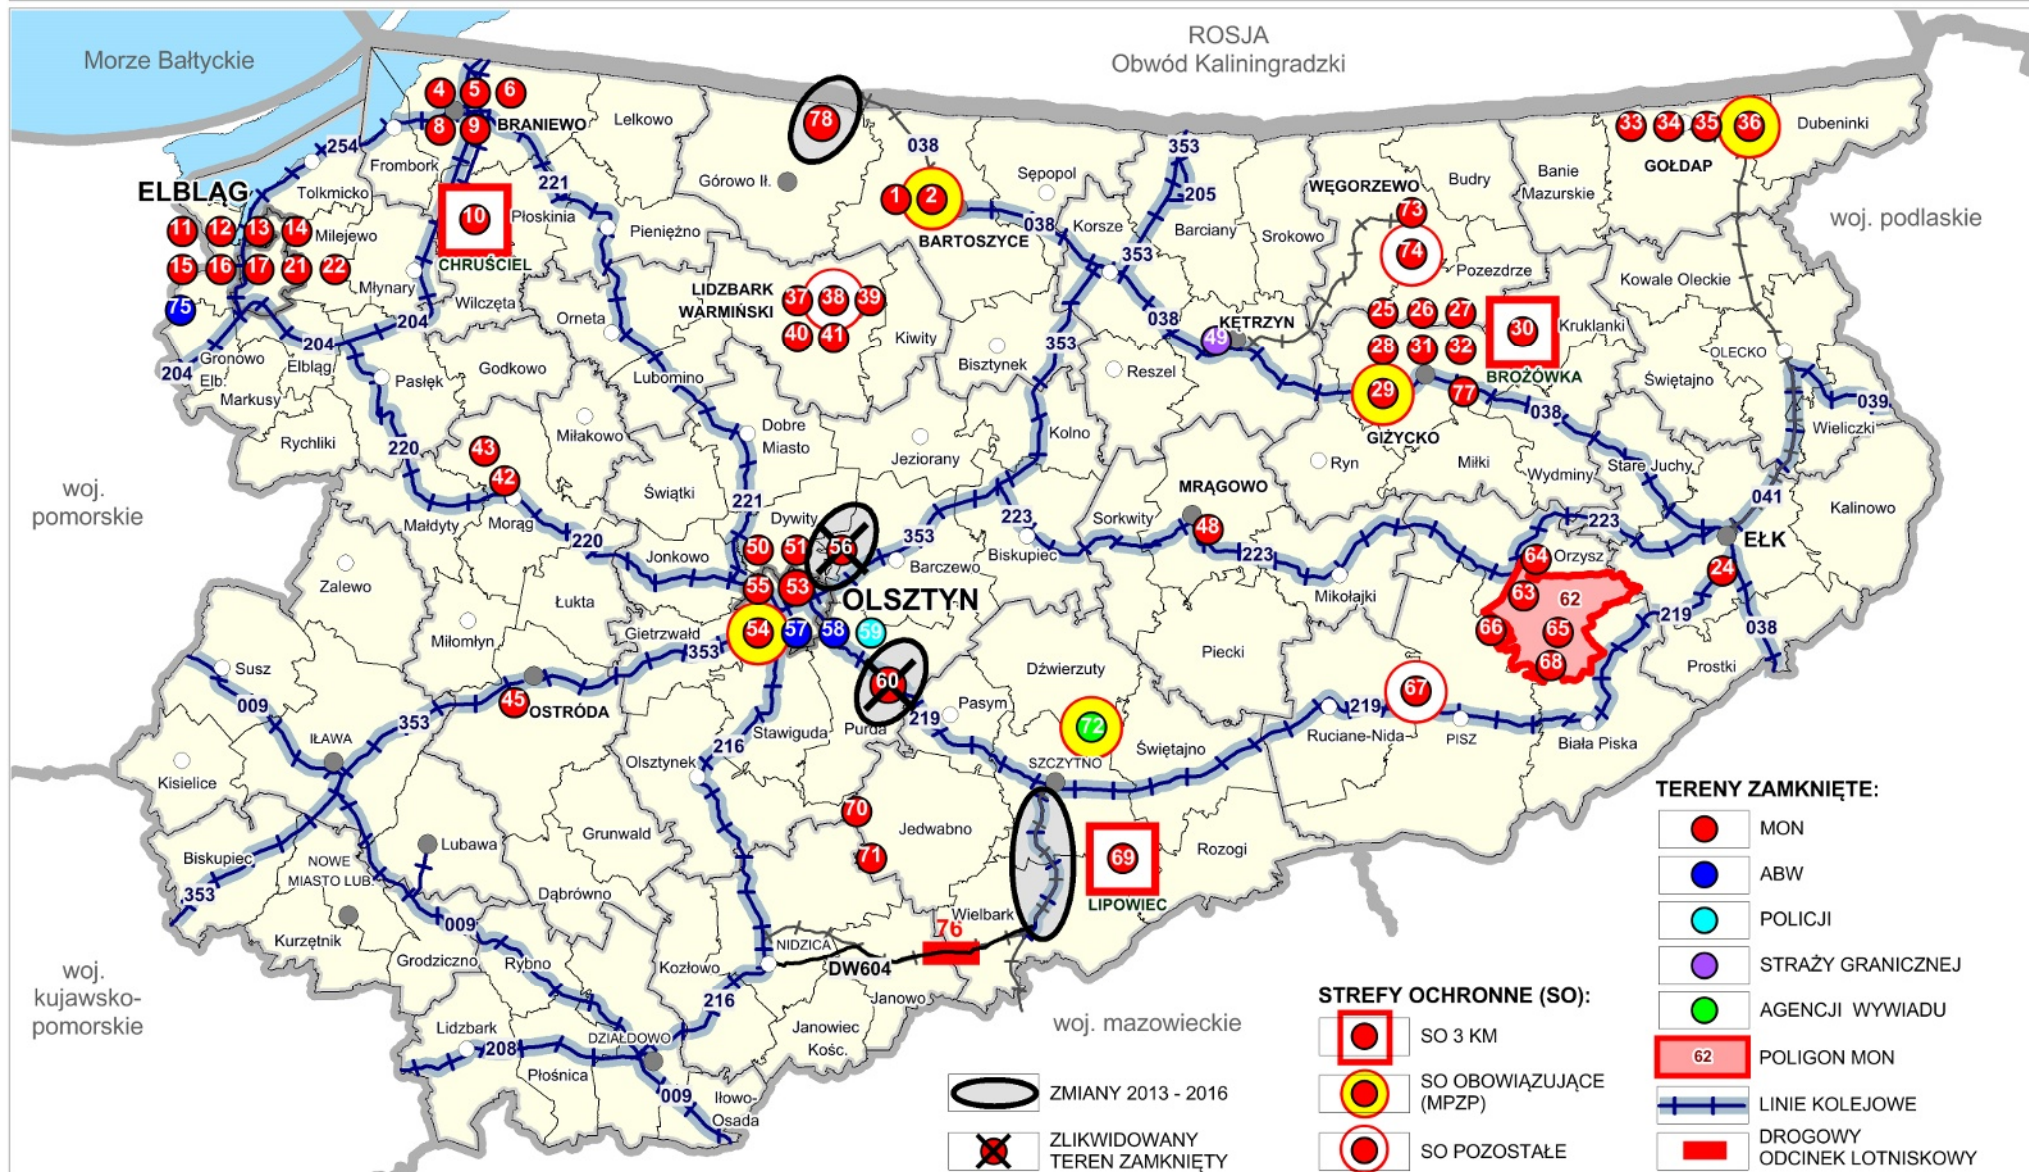 ROSJA
Obwód Kaliningradzki
Morze Bałtyckie
4 5 6
8 9 BRANIEWO
Lelkowo
78
33 34 35 36
Dubeninki
GOŁDAP
254
Frombork
038
353
Tolkmicko
ELBLĄG
221
Górowo Ił.
1 2
Sępopol
205
WĘGORZEWO
Budry
Banie
Mazurskie
woj. podlaskie
10
Płoskinia
CHRUŚCIEL
Pieniężno
BARTOSZYCE
038
Korsze
Barciany
Srokowo
73
74
Pozezdrze
11 12 13 14
Milejewo
15 16 17 21 22
Młynary
Wilczęta
75
LIDZBARK
WARMIŃSKI
37 38 39
40 41
Kiwity
353
038
KĘTRZYN
49
25 26 27
28 31 32
30
Kruklanki
BROŻÓWKA
Kowale Oleckie
OLECKO
204
204
Gronowo
Elb.
204
Elbląg
Markusy
Pasłęk
Godkowo
Orneta
Lubomino
353
Bisztynek
Reszel
29
77
GIŻYCKO
038
Świętajno
039
Wieliczki
Rychliki
220
Miłakowo
43
42
Dobre
Miasto
Jeziorany
Kolno
Ryn
Miłki
Wydminy
Stare Juchy
041
Kalinowo
woj.
pomorskie
Małdyty
Morąg
220
Świątki
221
Dywity
Jonkowo
50 51 56
55 53
353
Barczewo
223
Biskupiec
Sorkwity
MRĄGOWO
48
223
Mikołajki
223
Orzysz
64
EŁK
24
Zalewo
Łukta
Miłomłyn
Gietrzwałd
OLSZTYN
54 57 58 59
353
60
63 62
66 65
68
219
038
Prostki
Susz
009
45
OSTRÓDA
353
Dźwierzuty
Piecki
Pasym
Purda
219
72
67
219
Ruciane-Nida
PISZ
Biała Piska
IŁAWA
Kisielice
Stawiguda
216
Olsztynek
SZCZYTNO
Świętajno
70
71
Jedwabno
69
LIPOWIEC
Rozogi
Biskupiec
353
NOWE
MIASTO LUB.
Lubawa
Grunwald
Dąbrówno
Kurzętnik
009
Grodziczno
Rybno
Wielbark
76
NIDZICA
DW604
Kozłowo
216
Janowo
Janowiec
Kośc.
woj.
kujawsko-
pomorskie
Lidzbark
208
DZIAŁDOWO
Płośnica
009
Iłowo-
Osada
woj. mazowieckie
ZMIANY 2013 - 2016
ZLIKWIDOWANY
TEREN ZAMKNIĘTY
STREFY OCHRONNE (SO):
SO 3 KM
SO OBOWIĄZUJĄCE
(MPZP)
SO POZOSTAŁE
TERENY ZAMKNIĘTE:
MON
ABW
POLICJI
STRAŻY GRANICZNEJ
AGENCJI WYWIADU
62 POLIGON MON
LINIE KOLEJOWE
DROGOWY
ODCINEK LOTNISKOWY